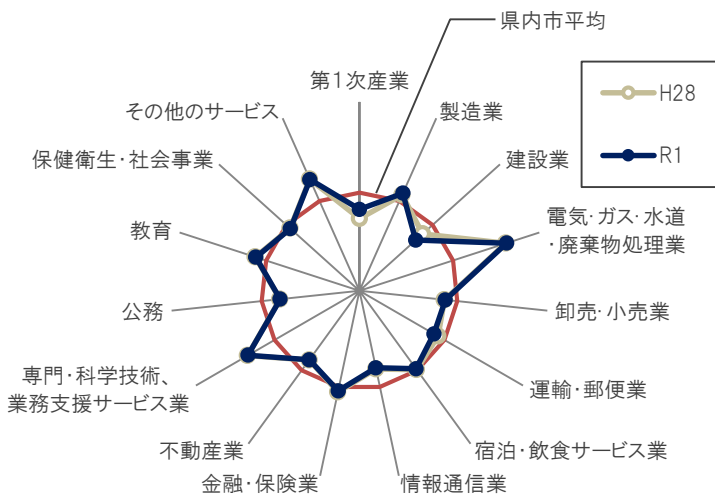 県内市平均
第1次産業
製造業
建設業
電気・ガス・水道
・廃棄物処理業
卸売・小売業
運輸・郵便業
宿泊・飲食サービス業
情報通信業
金融・保険業
不動産業
専門・科学技術、
業務支援サービス業
公務
教育
保健衛生・社会事業
その他のサービス
H28
R1